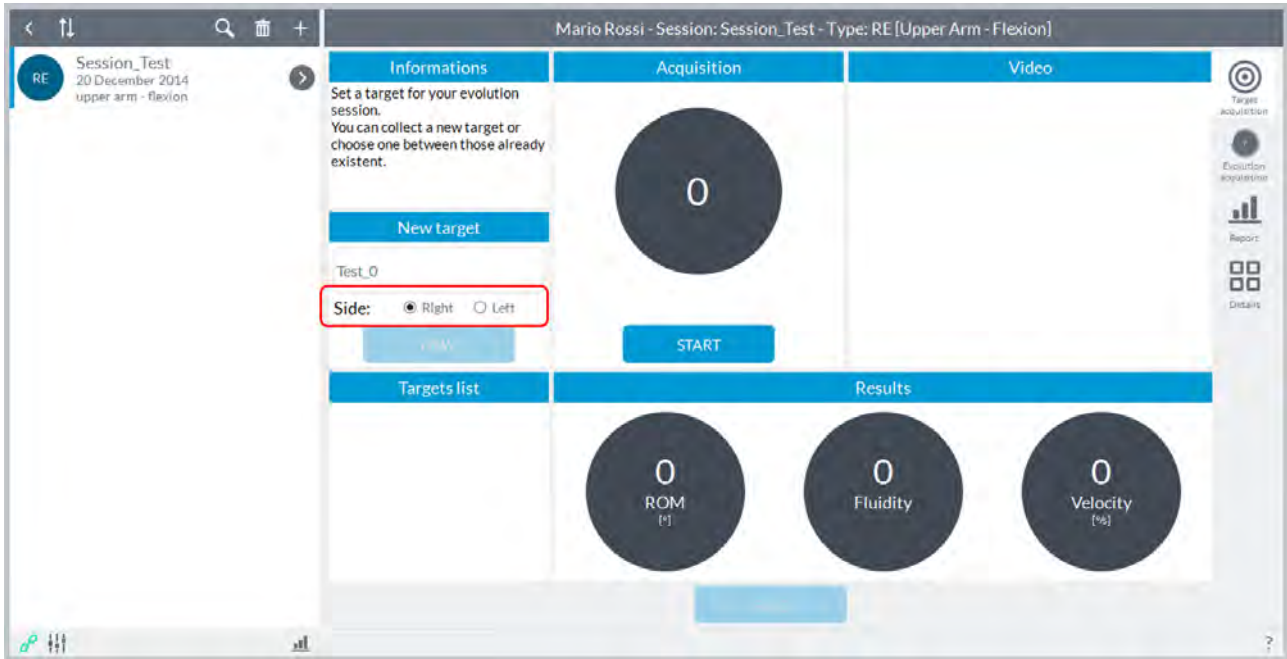 Mario Rossi - Session: Session_Test - Type: RE [Upper Arm - Flexion]
RE
Session_Test
20 December 2014
upper arm - flexion
Informations
Set a target for your evolution
session.
You can collect a new target or
choose one between those already
existent.
New target
Test_0
Side:
Right
Left
Targets list
Acquisition
0
START
Video
Results
0
ROM
[°]
0
Fluidity
0
Velocity
[%]
Target
acquisition
Evolution
acquisition
Report
Details
?